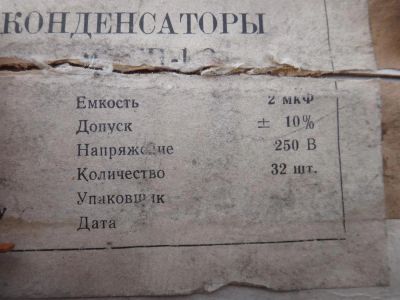 КОНДЕНСАТОРЫ
Емкость 2 мкФ
Допуск ± 10%
Напряжение 250 В
Количество 32 шт.
Упаковщик
Дата